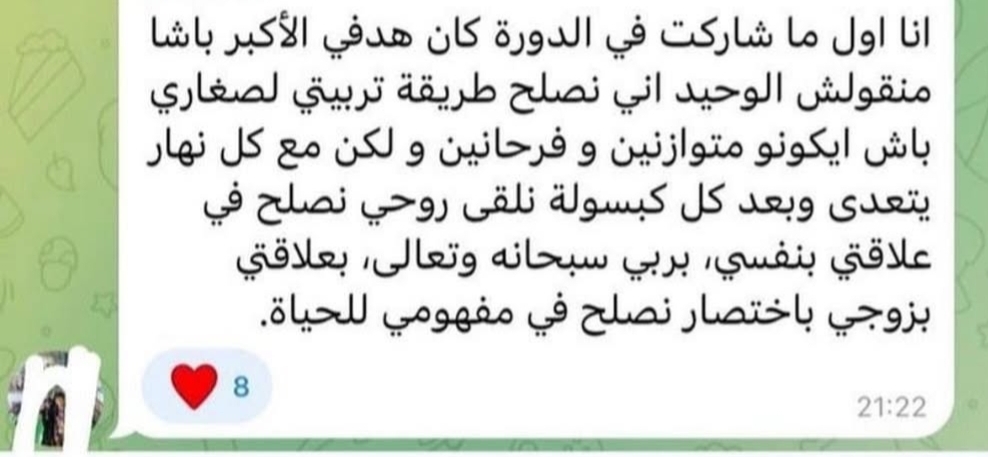 انا اول ما شاركت في الدورة كان هدفي الأكبر باشا
منقولش الوحيد اني نصلح طريقة تربيتي لصغاري
باش ايكونو متوازنين و فرحانين و لكن مع كل نهار
يتعدى وبعد كل كبسولة نلقى روحي نصلح في
علاقتي بنفسي، بربي سبحانه وتعالى، بعلاقتي
بزوجي باختصار نصلح في مفهومي للحياة.
8
21:22